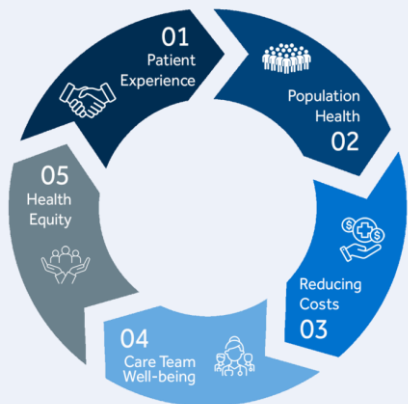 01
Patient
Experience
Population
Health
02
Reducing
Costs
03
04
Care Team
Well-being
05
Health
Equity